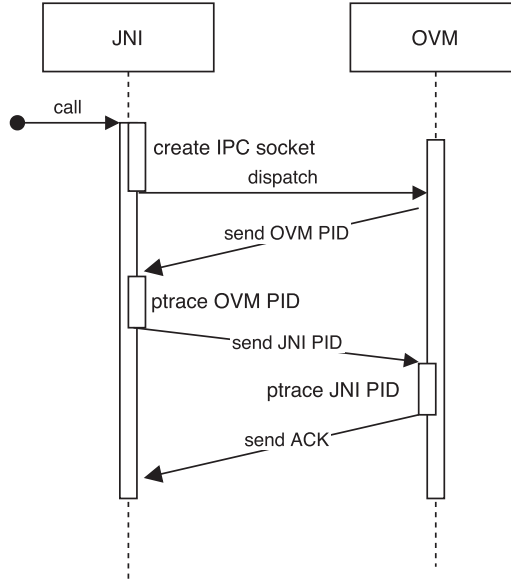 JNI
OVM
call
create IPC socket
dispatch
send OVM PID
ptrace OVM PID
send JNI PID
ptrace JNI PID
send ACK